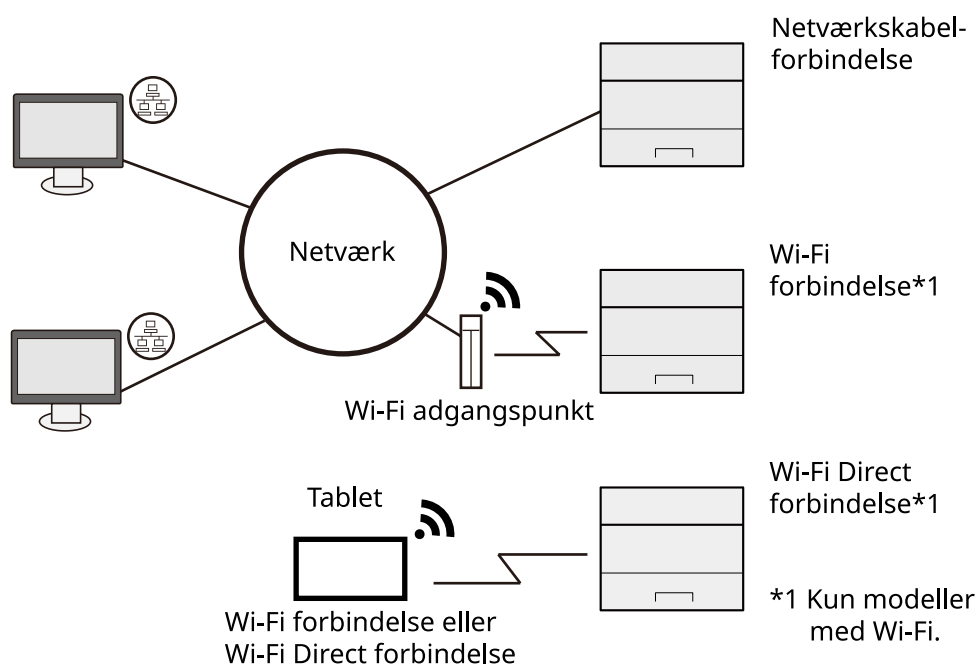 Netværkskabel-
forbindelse
Netværk
Wi-Fi
forbindelse*1
Wi-Fi adgangspunkt
Wi-Fi Direct
forbindelse*1
Tablet
Wi-Fi forbindelse eller
Wi-Fi Direct forbindelse
*1 Kun modeller
med Wi-Fi.